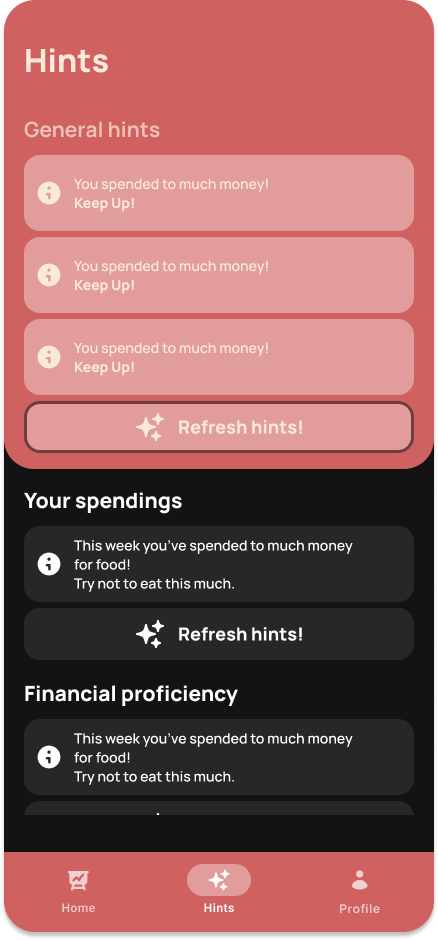 Hints
General hints
You spended to much money!
Keep Up!
You spended to much money!
Keep Up!
You spended to much money!
Keep Up!
Refresh hints!
Your spendings
This week you've spended to much money
for food!
Try not to eat this much.
Refresh hints!
Financial proficiency
This week you've spended to much money
for food!
Try not to eat this much.
Home
Hints
Profile